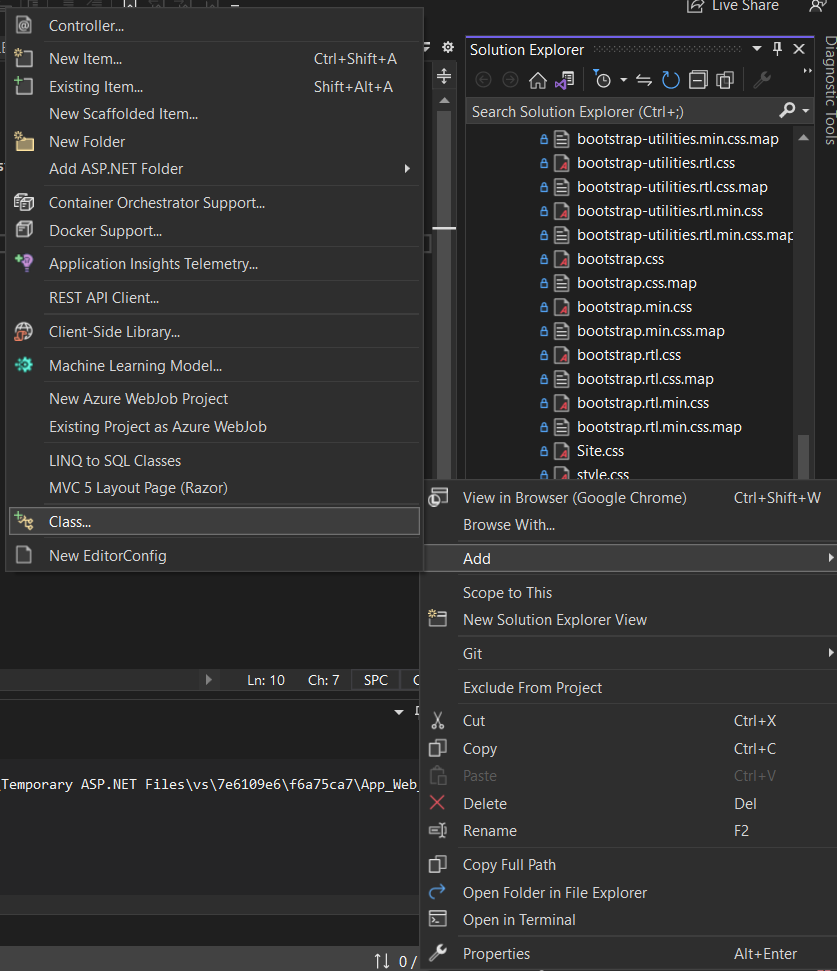 Live Share
Controller...
New Item... Ctrl+Shift+A
Existing Item... Shift+Alt+A
New Scaffolded Item...
New Folder
Add ASP.NET Folder
Container Orchestrator Support...
Docker Support...
Application Insights Telemetry...
REST API Client...
Client-Side Library...
Machine Learning Model...
New Azure WebJob Project
Existing Project as Azure WebJob
LINQ to SQL Classes
MVC 5 Layout Page (Razor)
Class...
New EditorConfig
Solution Explorer
Search Solution Explorer (Ctrl+;)
bootstrap-utilities.min.css.map
bootstrap-utilities.rtl.css
bootstrap-utilities.rtl.css.map
bootstrap-utilities.rtl.min.css
bootstrap-utilities.rtl.min.css.map
bootstrap.css
bootstrap.css.map
bootstrap.min.css
bootstrap.min.css.map
bootstrap.rtl.css
bootstrap.rtl.css.map
bootstrap.rtl.min.css
bootstrap.rtl.min.css.map
Site.css
style.css
Diagnostic Tools
View in Browser (Google Chrome) Ctrl+Shift+W
Browse With...
Add
Scope to This
New Solution Explorer View
Git
Exclude From Project
Cut Ctrl+X
Copy Ctrl+C
Paste Ctrl+V
Delete Del
Rename F2
Copy Full Path
Open Folder in File Explorer
Open in Terminal
Properties Alt+Enter
Ln: 10 Ch: 7 SPC
Temporary ASP.NET Files\vs\7e6109e6\f6a75ca7\App_Web_
0 /